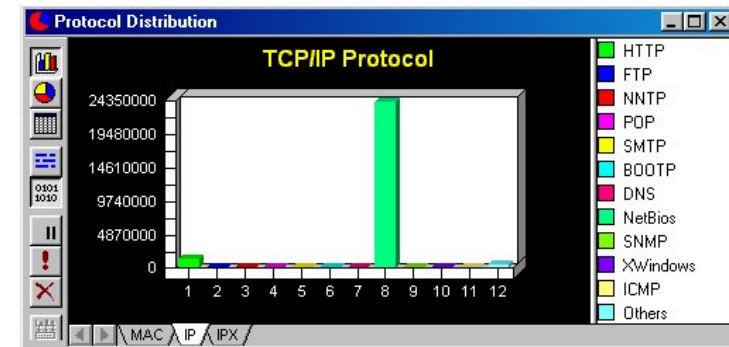 Protocol Distribution
TCP/IP Protocol
24350000
19480000
14610000
9740000
4870000
0
1 2 3 4 5 6 7 8 9 10 11 12
HTTP
FTP
NNTP
POP
SMTP
BOOTP
DNS
NetBios
SNMP
XWindows
ICMP
Others
0101
1010
MAC IP IPX